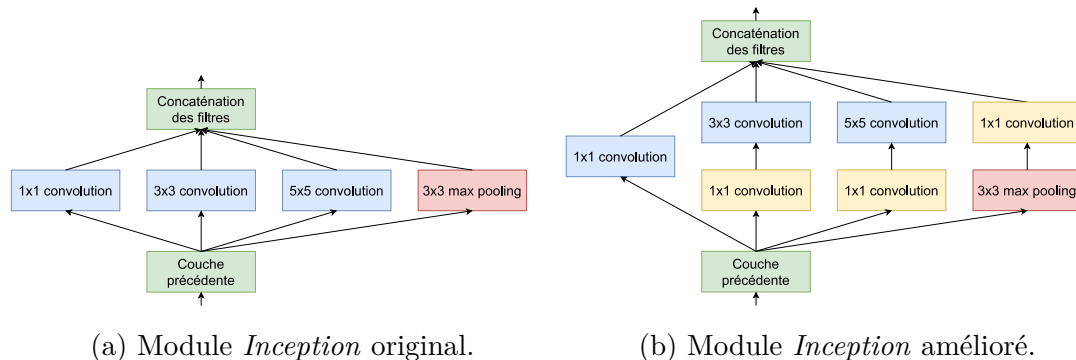 Concaténation
des filtres
1x1 convolution
3x3 convolution
5x5 convolution
3x3 max pooling
Couche
précédente
(a) Module Inception original.
Concaténation
des filtres
3x3 convolution
5x5 convolution
1x1 convolution
1x1 convolution
1x1 convolution
1x1 convolution
3x3 max pooling
Couche
précédente
(b) Module Inception amélioré.